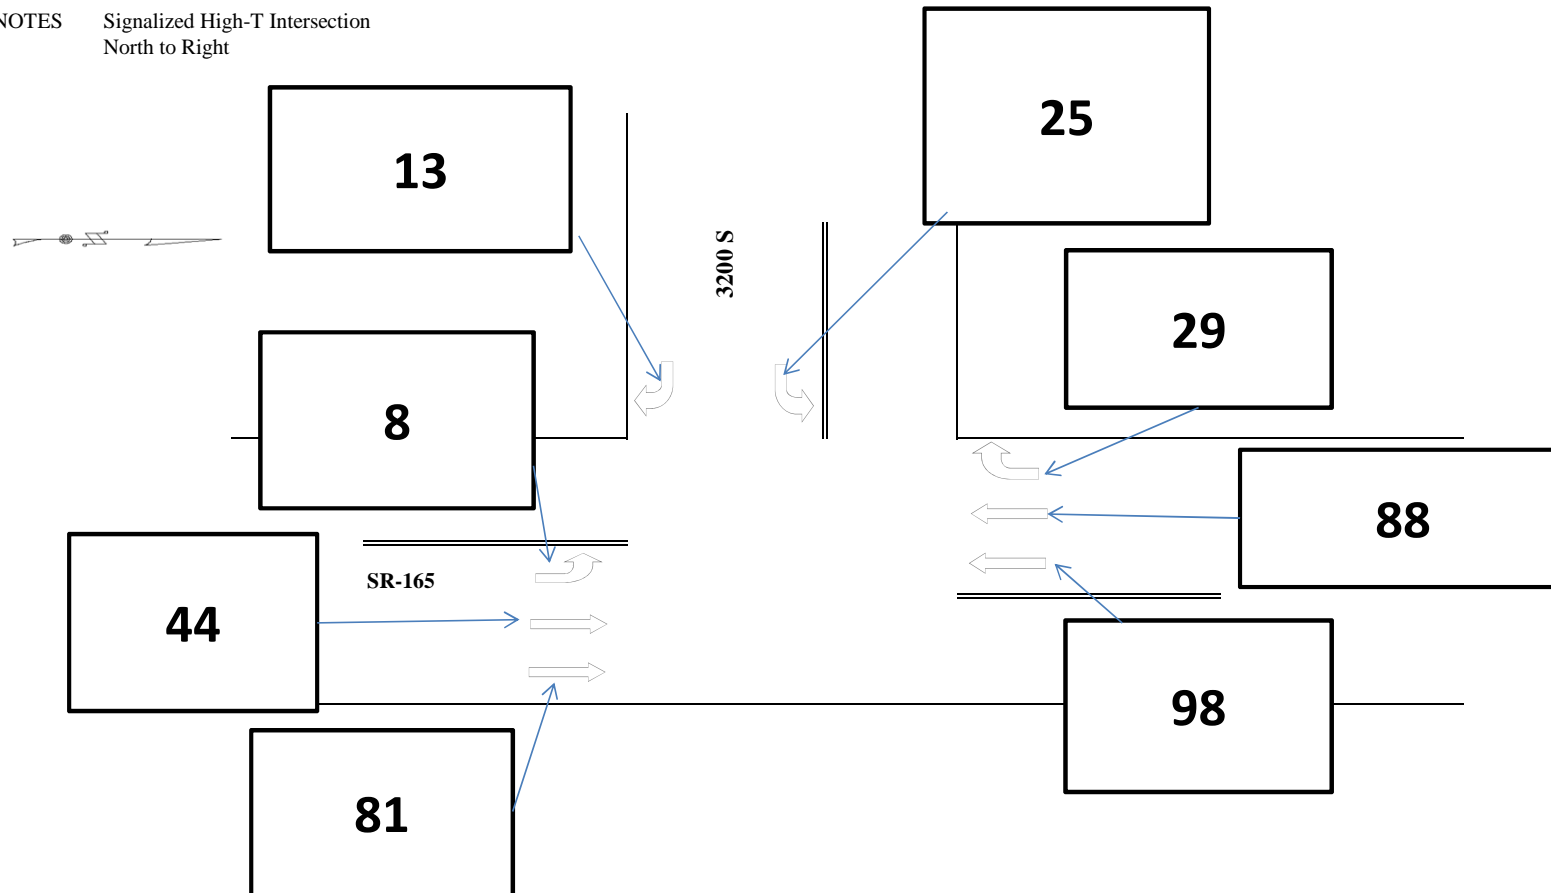 NOTES Signalized High-T Intersection
North to Right
25
13
3200 S
29
8
88
SR-165
44
98
81